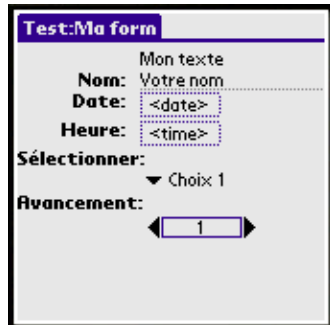 Test:Ma form
Mon texte
Nom: Votre nom
Date: <date>
Heure: <time>
Sélectionner:
Choix 1
Avancement:
1